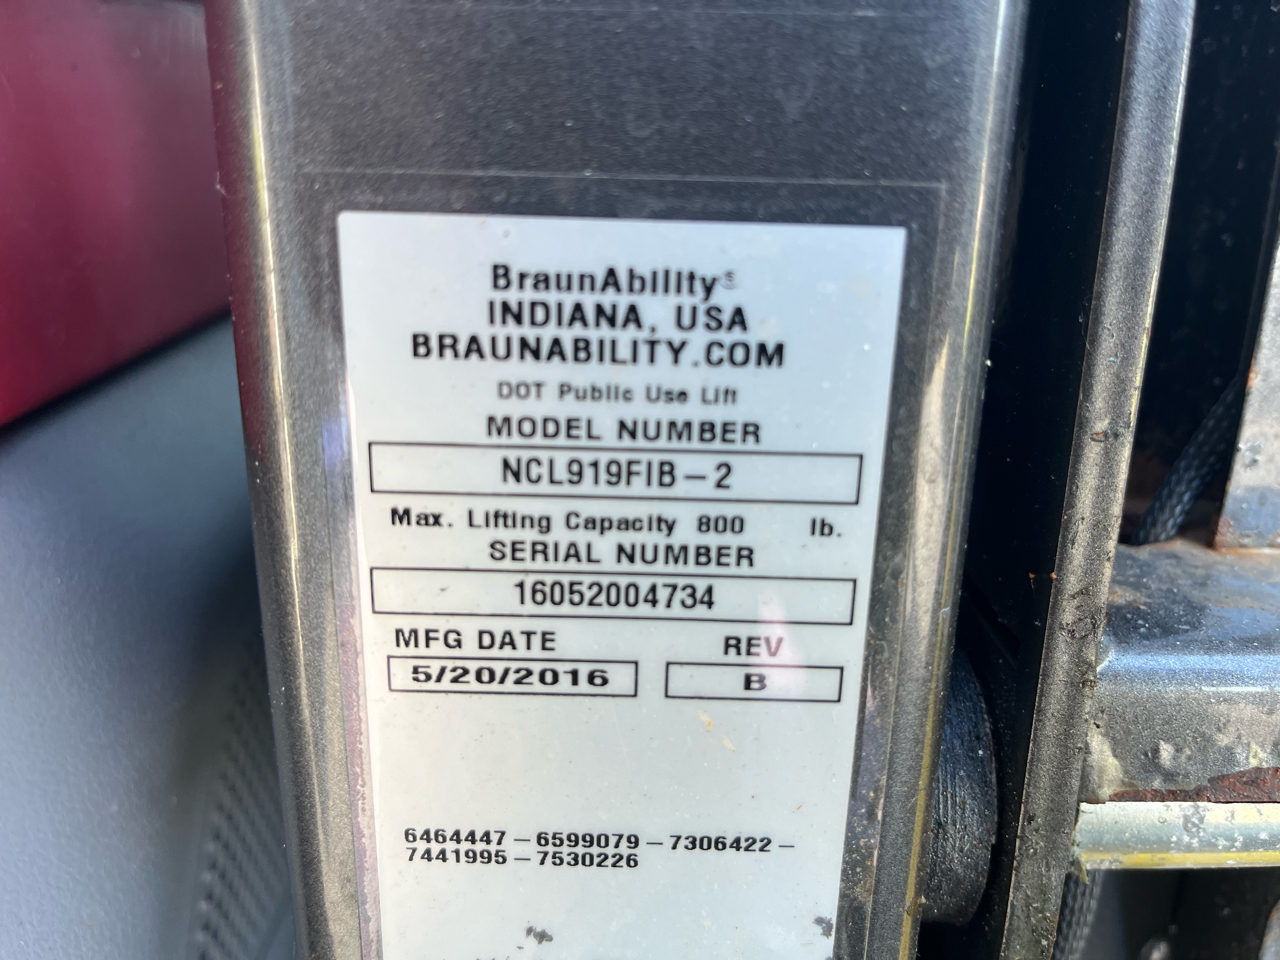 BraunAbility®
INDIANA, USA
BRAUNABILITY.COM
DOT Public Use Lift
MODEL NUMBER
NCL919FIB-2
Max. Lifting Capacity 800 lb.
SERIAL NUMBER
16052004734
MFG DATE REV
5/20/2016 B
6464447-6599079-7306422-
7441995-7530226